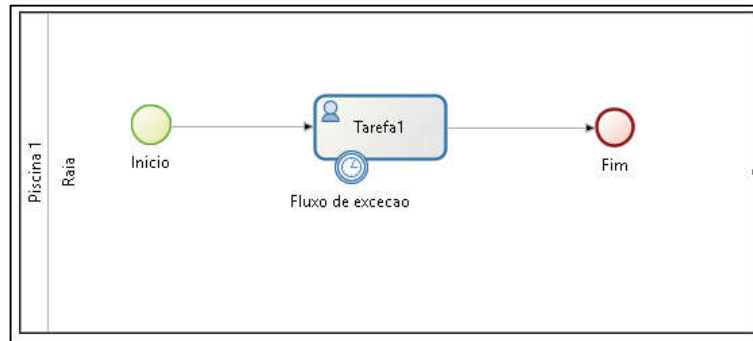 Piscina 1
Raia
Inicio
Tarefa1
Fluxo de excecao
Fim